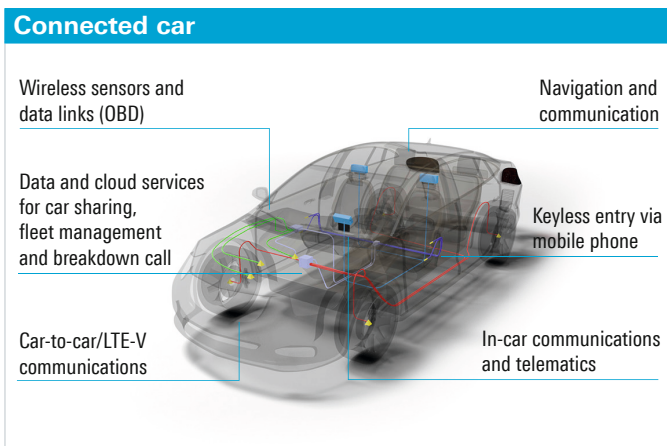 Connected car
Wireless sensors and
data links (OBD)
Data and cloud services
for car sharing,
fleet management
and breakdown call
Car-to-car/LTE-V
communications
Navigation and
communication
Keyless entry via
mobile phone
In-car communications
and telematics